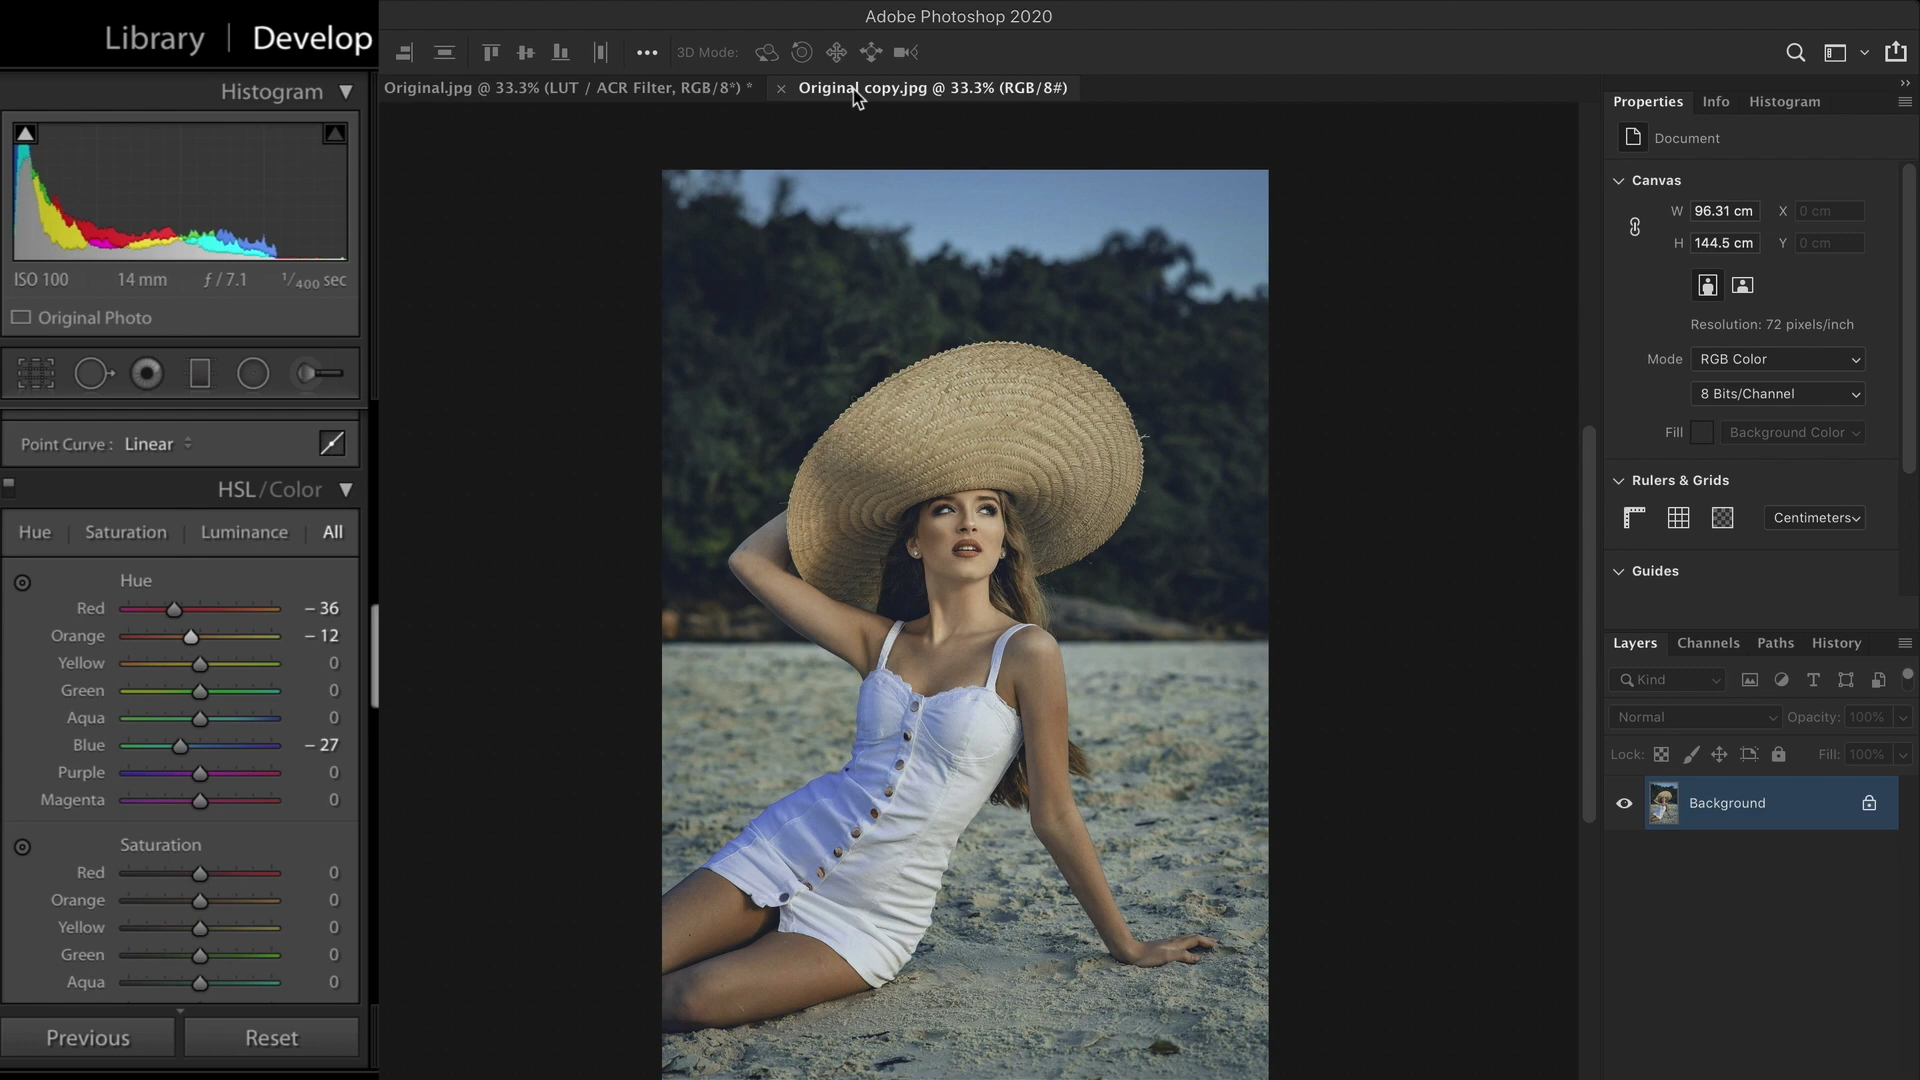 Adobe Photoshop 2020
Library | Develop
3D Mode:
Original.jpg @ 33.3% (LUT / ACR Filter, RGB/8*) *
× Original copy.jpg @ 33.3% (RGB/8#)
Histogram
ISO 100 14 mm ƒ / 7.1 1/400 sec
Original Photo
Point Curve : Linear
HSL / Color
Hue | Saturation | Luminance | All
Hue
Red – 36
Orange – 12
Yellow 0
Green 0
Aqua 0
Blue – 27
Purple 0
Magenta 0
Saturation
Red 0
Orange 0
Yellow 0
Green 0
Aqua 0
Previous Reset
Properties Info Histogram
Document
Canvas
W 96.31 cm X 0 cm
H 144.5 cm Y 0 cm
Resolution: 72 pixels/inch
Mode RGB Color
8 Bits/Channel
Fill Background Color
Rulers & Grids
Centimeters
Guides
Layers Channels Paths History
Kind
Normal Opacity: 100%
Lock: Fill: 100%
Background